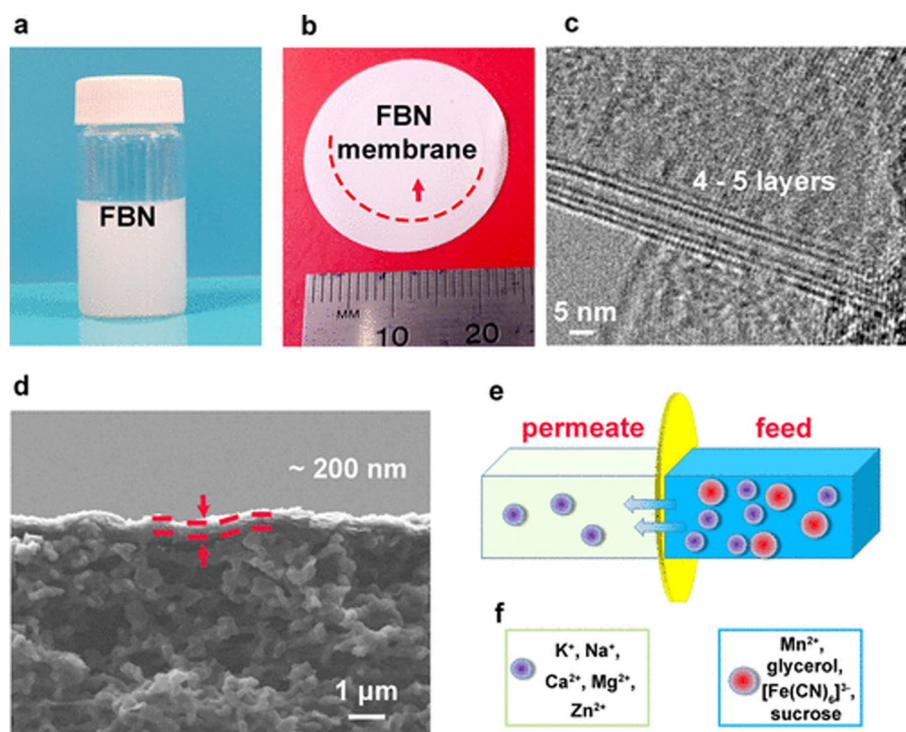 a
FBN
b
FBN
membrane
MM
10
20
c
4 - 5 layers
5 nm
d
~ 200 nm
1 μm
e
permeate
feed
f
K⁺, Na⁺,
Ca²⁺, Mg²⁺,
Zn²⁺
Mn²⁺,
glycerol,
[Fe(CN)₆]³⁻,
sucrose